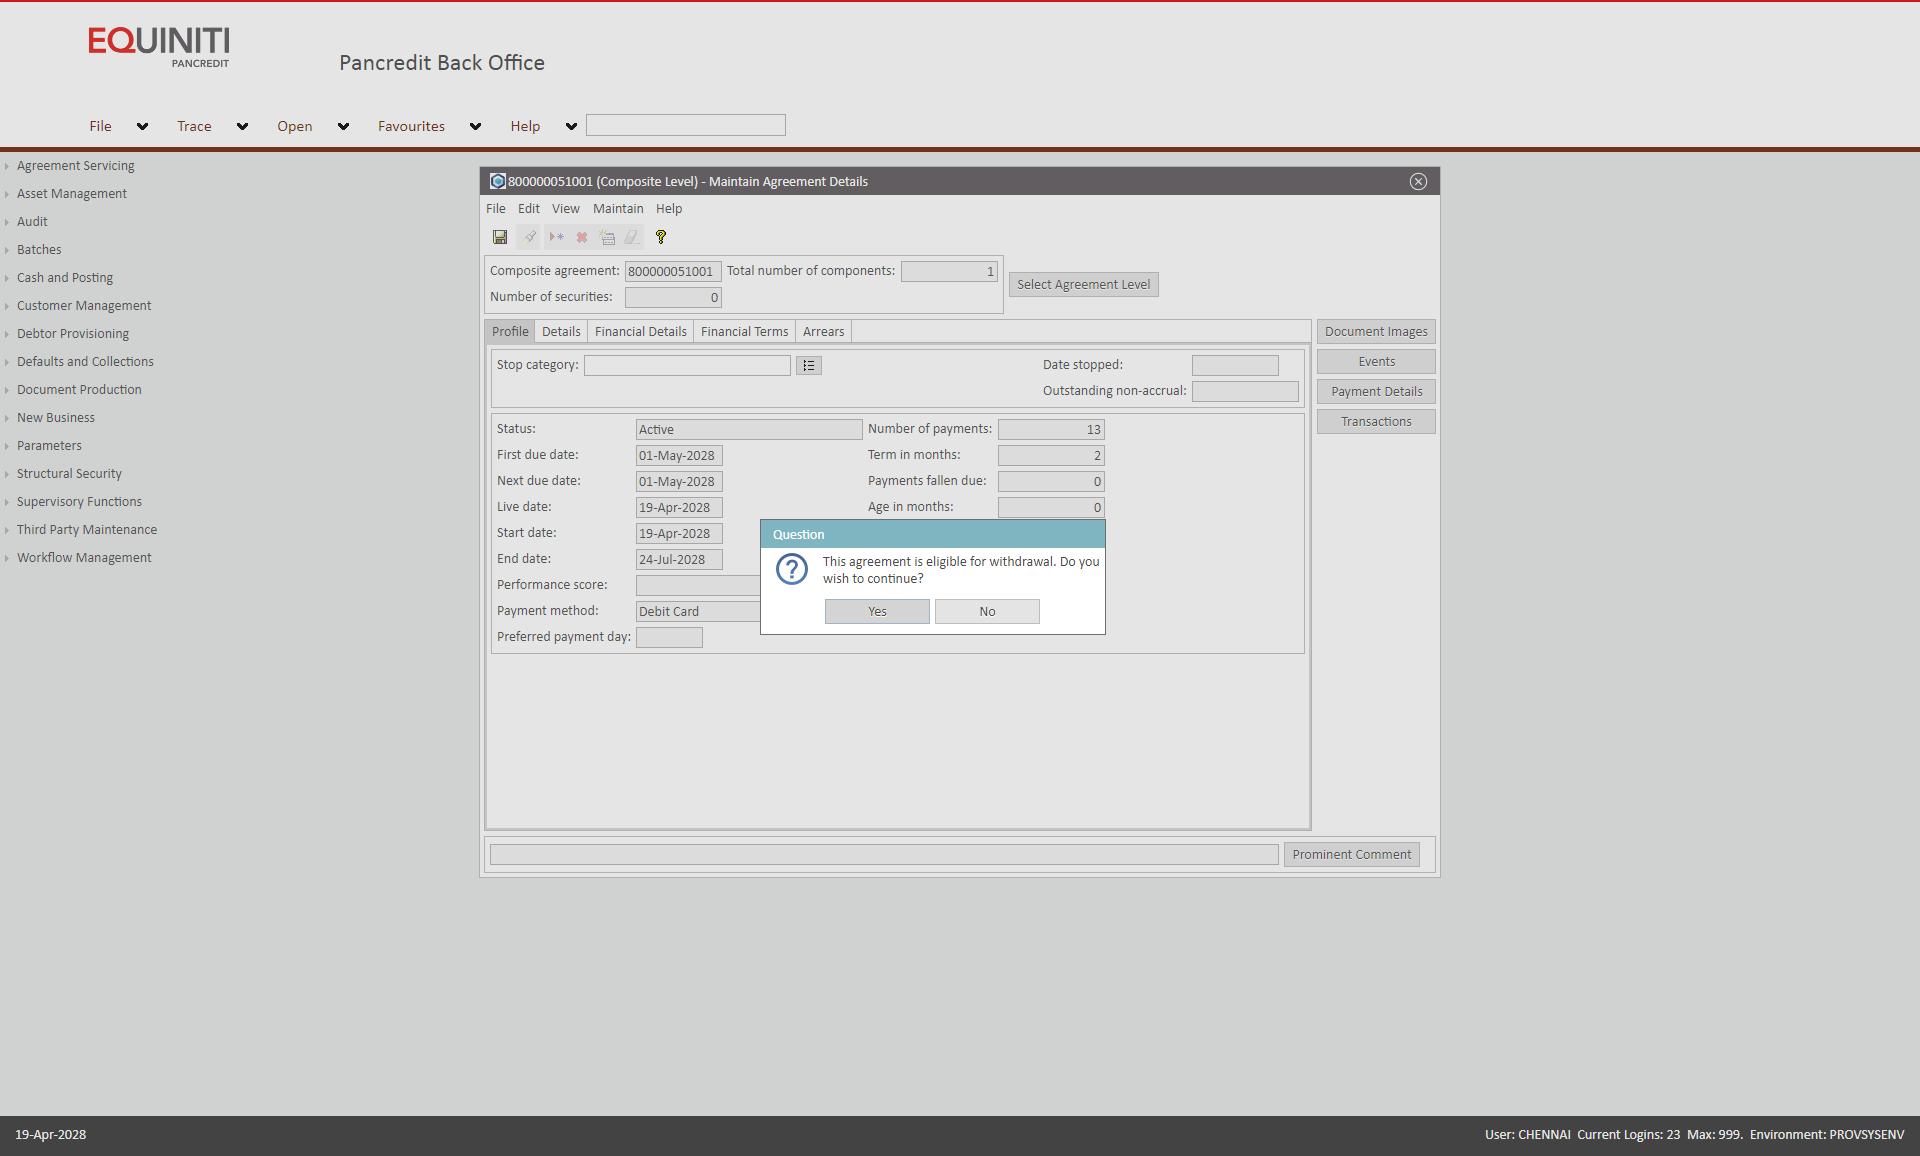 EQUINITI
PANCREDIT
Pancredit Back Office
File Trace Open Favourites Help
Agreement Servicing
Asset Management
Audit
Batches
Cash and Posting
Customer Management
Debtor Provisioning
Defaults and Collections
Document Production
New Business
Parameters
Structural Security
Supervisory Functions
Third Party Maintenance
Workflow Management
800000051001 (Composite Level) - Maintain Agreement Details
File Edit View Maintain Help
Composite agreement: 800000051001 Total number of components: 1
Number of securities: 0
Select Agreement Level
Profile Details Financial Details Financial Terms Arrears
Document Images
Events
Payment Details
Transactions
Stop category: Date stopped:
Outstanding non-accrual:
Status: Active Number of payments: 13
First due date: 01-May-2028 Term in months: 2
Next due date: 01-May-2028 Payments fallen due: 0
Live date: 19-Apr-2028 Age in months: 0
Start date: 19-Apr-2028
End date: 24-Jul-2028
Performance score:
Payment method: Debit Card
Preferred payment day:
Question
This agreement is eligible for withdrawal. Do you
wish to continue?
Yes No
Prominent Comment
19-Apr-2028 User: CHENNAI Current Logins: 23 Max: 999. Environment: PROVSYSENV